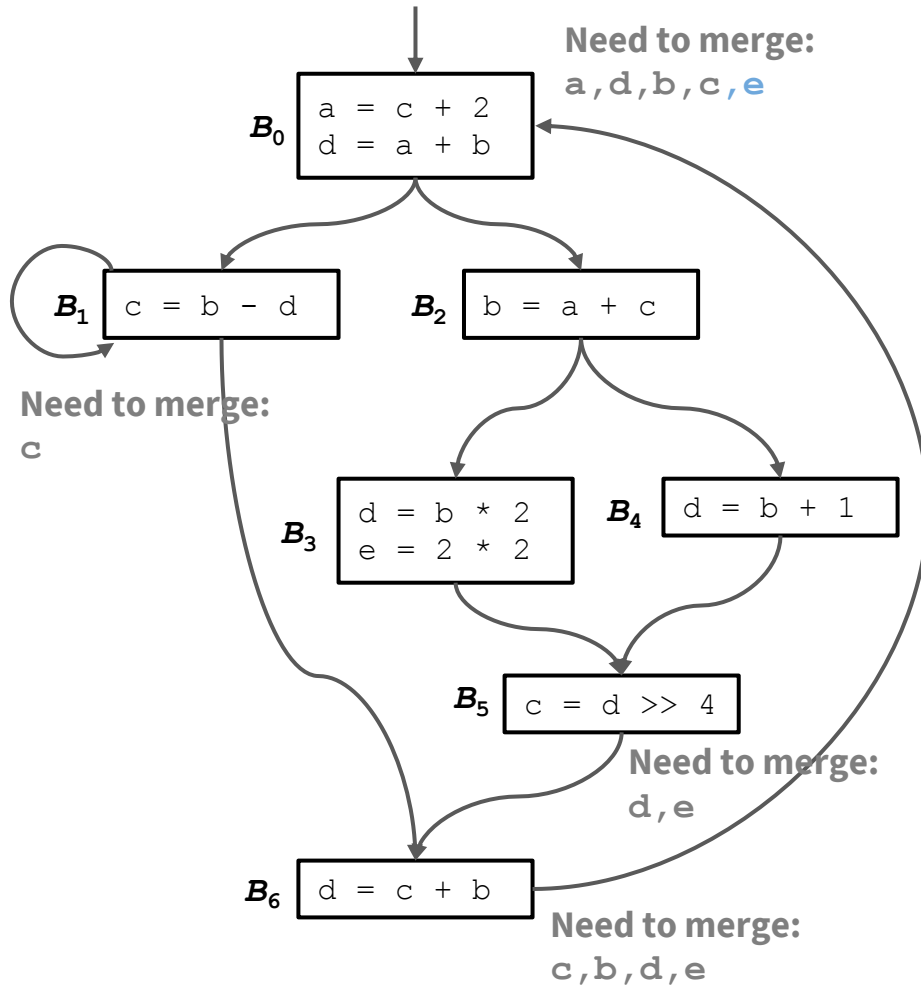 Need to merge:
a,d,b,c,e
B0
a = c + 2
d = a + b
B1
c = b - d
B2
b = a + c
Need to merge:
c
B3
d = b * 2
e = 2 * 2
B4
d = b + 1
B5
c = d >> 4
Need to merge:
d,e
B6
d = c + b
Need to merge:
c,b,d,e